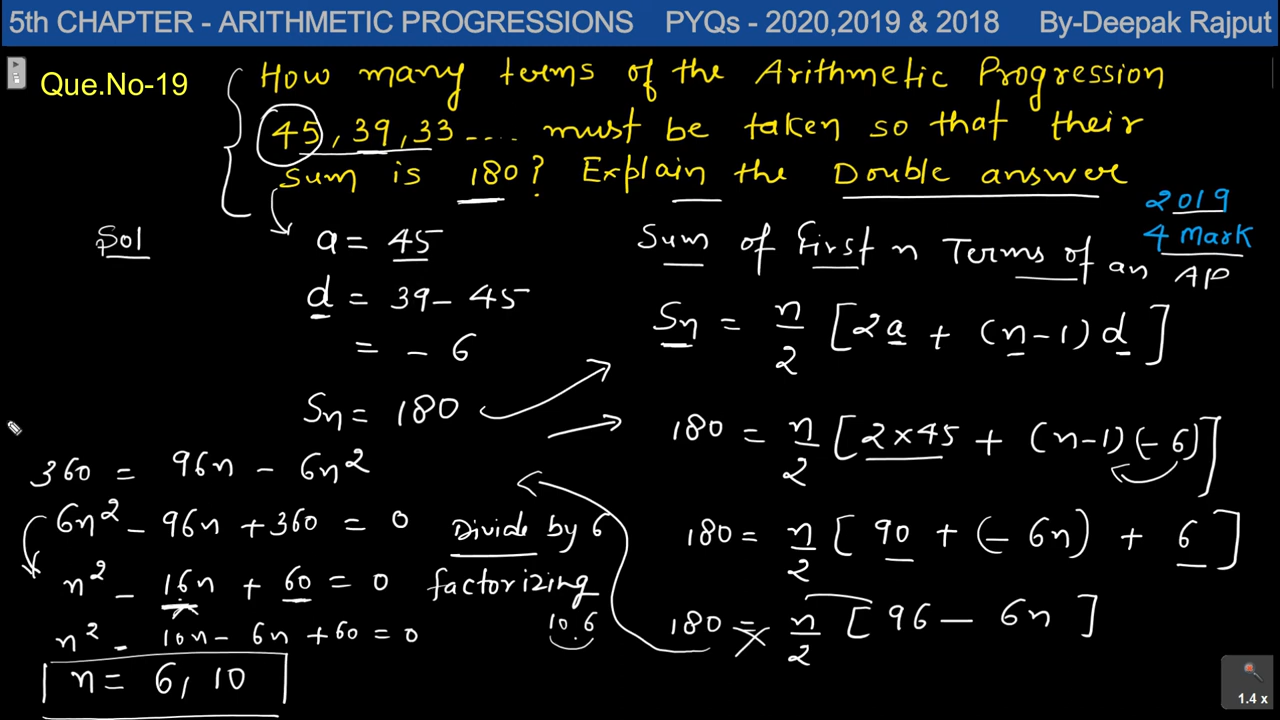 5th CHAPTER - ARITHMETIC PROGRESSIONS PYQs - 2020,2019 & 2018 By-Deepak Rajput
Que.No-19
How many terms of the Arithmetic Progression
45, 39, 33 .... must be taken so that their
sum is 180? Explain the Double answer
2019
4 Mark
Sol
a = 45
d = 39 - 45
= - 6
Sn = 180
Sum of First n Terms of an AP
Sn = n/2 [2a + (n-1) d]
180 = n/2 [2×45 + (n-1)(-6)]
180 = n/2 [90 + (-6n) + 6]
180 = n/2 [96 - 6n]
360 = 96n - 6n²
6n² - 96n + 360 = 0 Divide by 6
n² - 16n + 60 = 0 factorizing
10.6
n² - 10n - 6n + 60 = 0
n = 6, 10
1.4 x